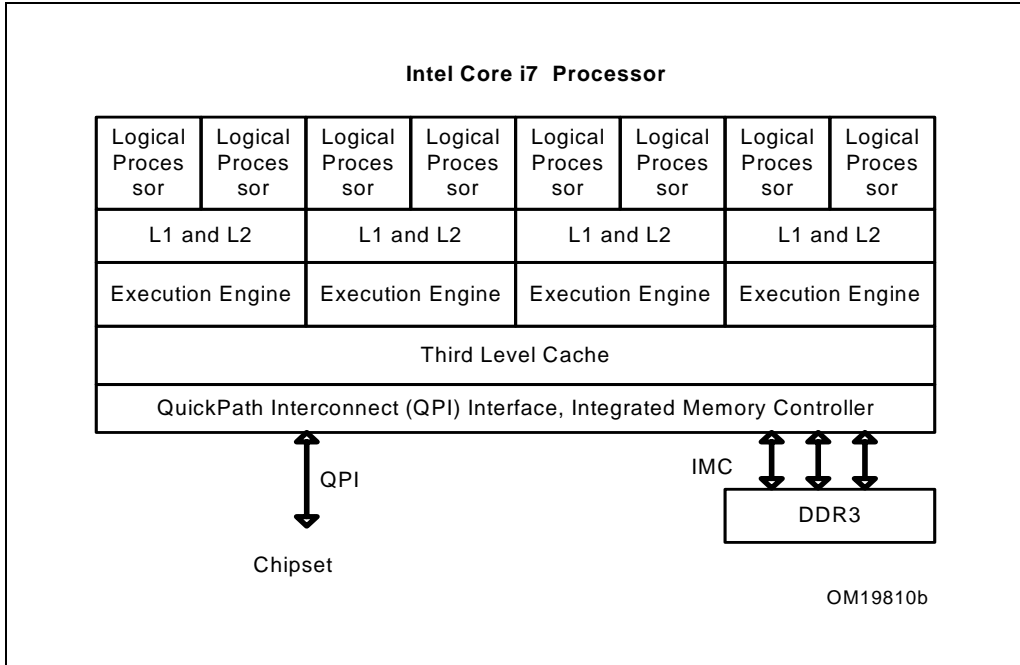 Intel Core i7 Processor
Logical Logical Logical Logical Logical Logical Logical Logical
Proces Proces Proces Proces Proces Proces Proces Proces
sor sor sor sor sor sor sor sor
L1 and L2 L1 and L2 L1 and L2 L1 and L2
Execution Engine Execution Engine Execution Engine Execution Engine
Third Level Cache
QuickPath Interconnect (QPI) Interface, Integrated Memory Controller
QPI
IMC
DDR3
Chipset
OM19810b